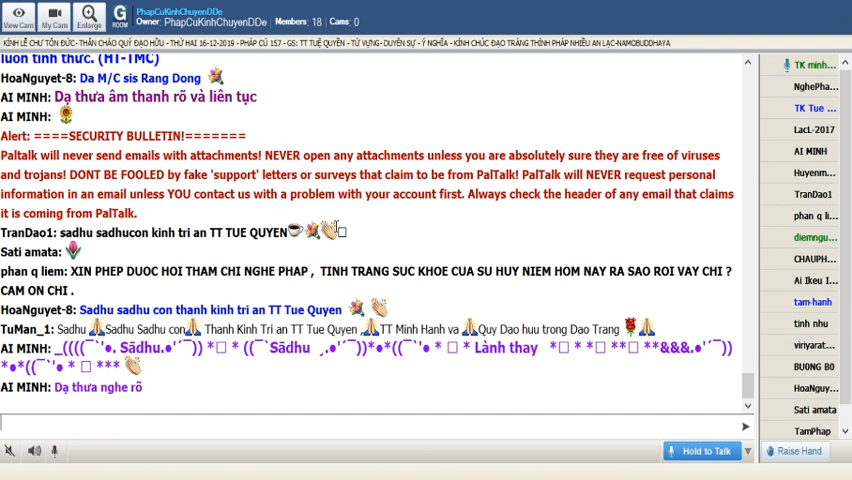 PhapCuKinhChuyenDDe
Owner: PhapCuKinhChuyenDDe Members: 18 Cams: 0
View Cam My Cam Enlarge G ROOM
KÍNH LỄ CHƯ TÔN ĐỨC- THÂN CHÀO QUÝ ĐẠO HỮU - THỨ HAI 16-12-2019 - PHÁP CÚ 157 - GS: TT TUỆ QUYỀN - TỪ VỰNG- DUYÊN SỰ - Ý NGHĨA - KÍNH CHÚC ĐẠO TRÀNG THÍNH PHÁP NHIỀU AN LẠC-NAMOBUDDHAYA
luôn tỉnh thức. (HT-TMC)
HoaNguyet-8: Da M/C sis Rang Dong
AI MINH: Dạ thưa âm thanh rõ và liên tục
AI MINH:
Alert: ====SECURITY BULLETIN!=======
Paltalk will never send emails with attachments! NEVER open any attachments unless you are absolutely sure they are free of viruses
and trojans! DONT BE FOOLED by fake 'support' letters or surveys that claim to be from PalTalk! PalTalk will NEVER request personal
information in an email unless YOU contact us with a problem with your account first. Always check the header of any email that claims
it is coming from PalTalk.
TranDao1: sadhu sadhucon kinh tri an TT TUE QUYEN
Sati amata:
phan q liem: XIN PHEP DUOC HOI THAM CHI NGHE PHAP , TINH TRANG SUC KHOE CUA SU HUY NIEM HOM NAY RA SAO ROI VAY CHI ?
CAM ON CHI .
HoaNguyet-8: Sadhu sadhu con thanh kinh tri an TT Tue Quyen
TuMan_1: Sadhu 🙏Sadhu Sadhu con🙏 Thanh Kinh Tri an TT Tue Quyen ,🙏TT Minh Hanh va 🙏Quy Dao huu trong Dao Trang 🌹🙏
AI MINH: _((((¯`'•. Sādhu.•'´¯)) *□ * ((¯`Sādhu ¸.•'´¯))*•*((¯`'• * □ * Lành thay *□ * *□ **□ **&&&.•'´¯))
*•*((¯`'• * □ ***
AI MINH: Dạ thưa nghe rõ
Hold to Talk
TK minh...
NghePha...
TK Tue ...
LacL-2017
AI MINH
Huyenm...
TranDao1
phan q li...
diemngu...
CHAUPH...
Ai Ikeu I...
tam-hanh
tinh nhu
viriyarat...
BU0NG B0
HoaNguy...
Sati amata
TamPhap
Raise Hand